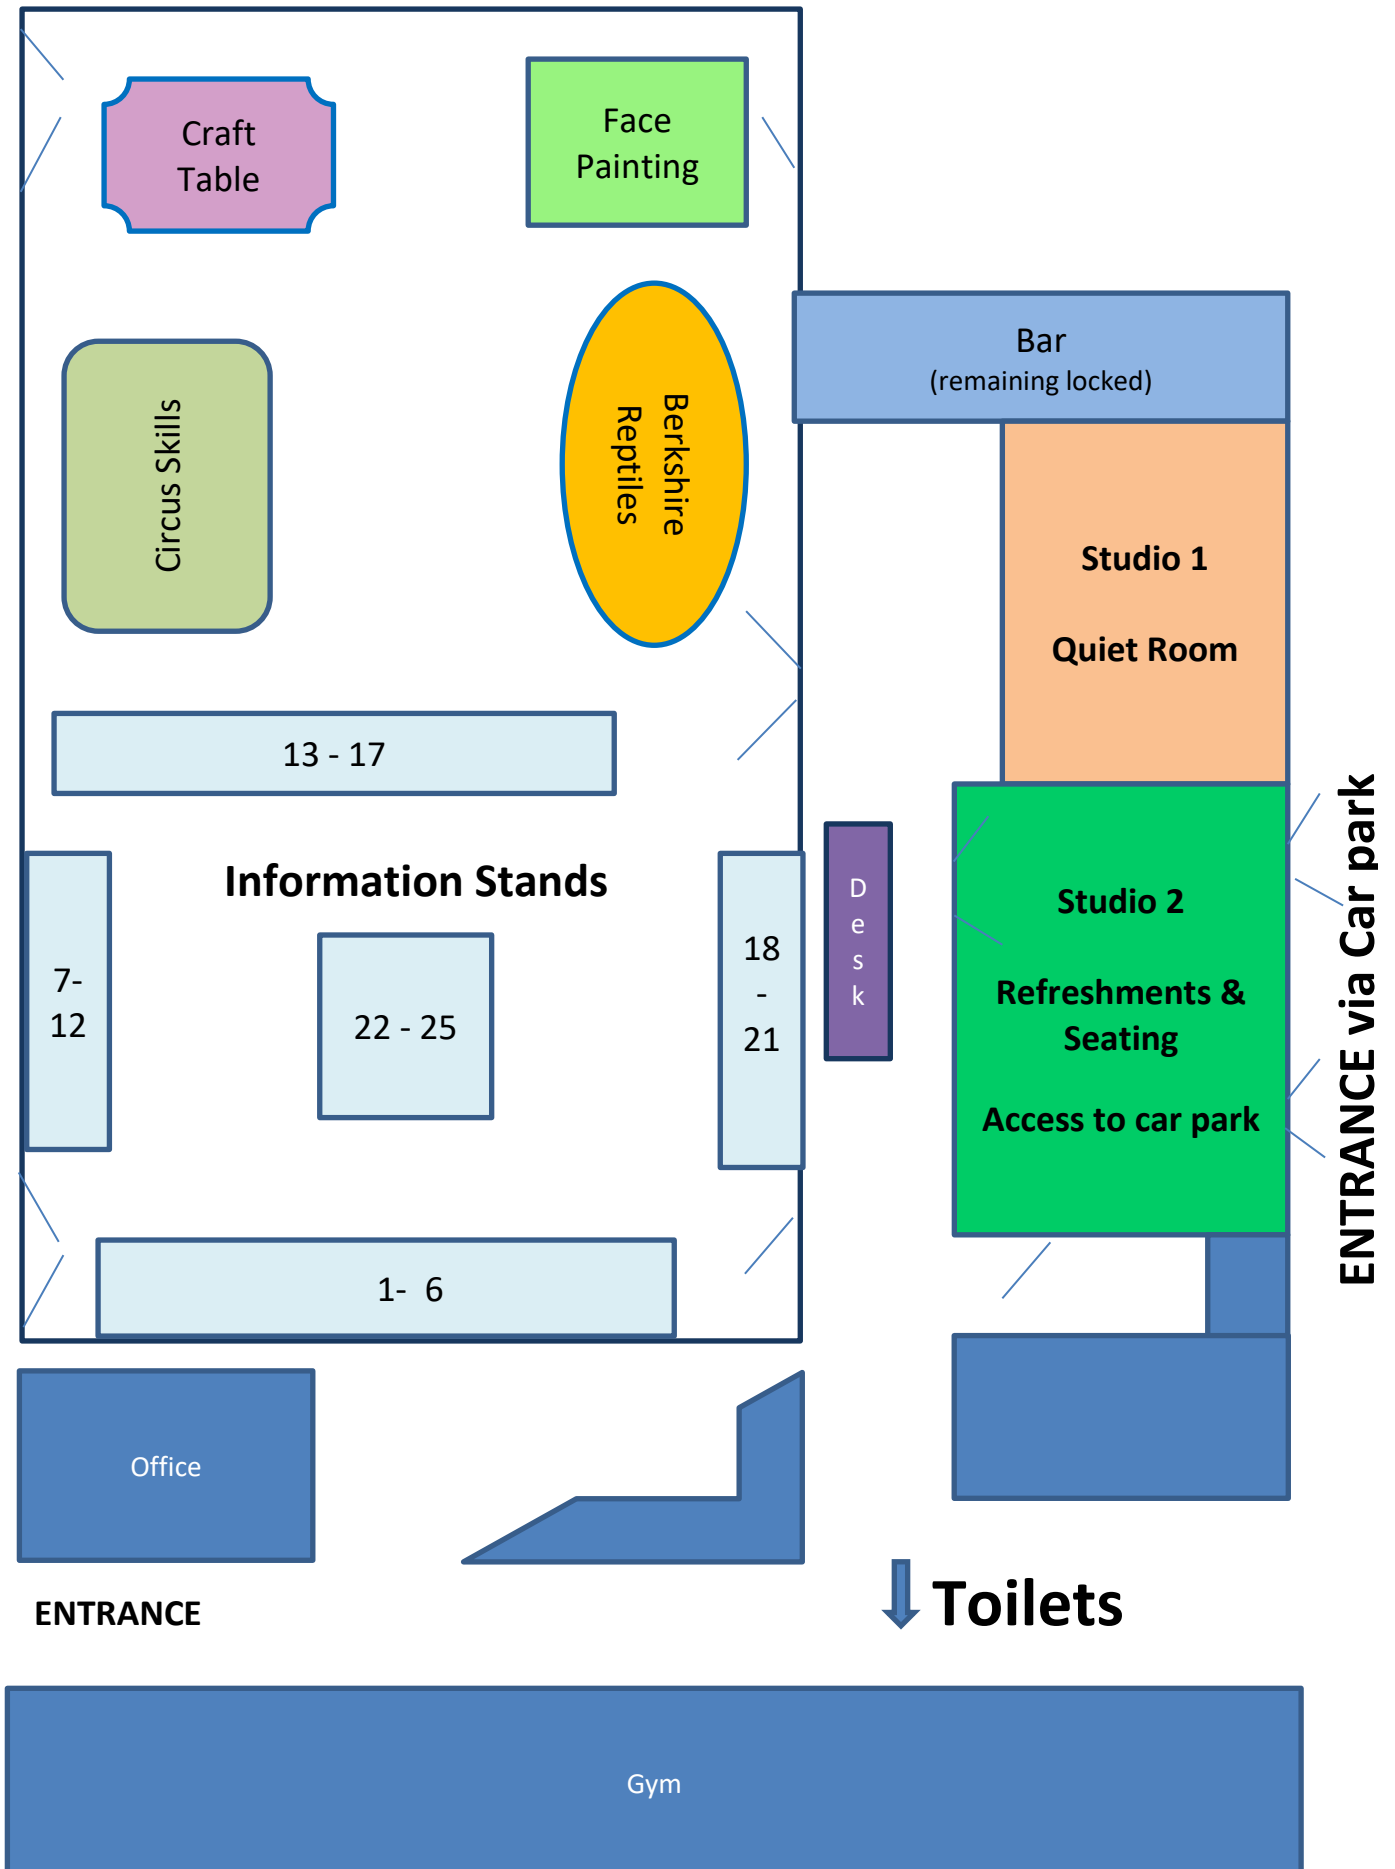 Craft
Table
Face
Painting
Bar
(remaining locked)
Circus Skills
Berkshire
Reptiles
Studio 1
Quiet Room
13 - 17
Information Stands
7-
12
22 - 25
18
-
21
D
e
s
k
Studio 2
Refreshments &
Seating
Access to car park
ENTRANCE via Car park
1-  6
Office
ENTRANCE
Toilets
Gym